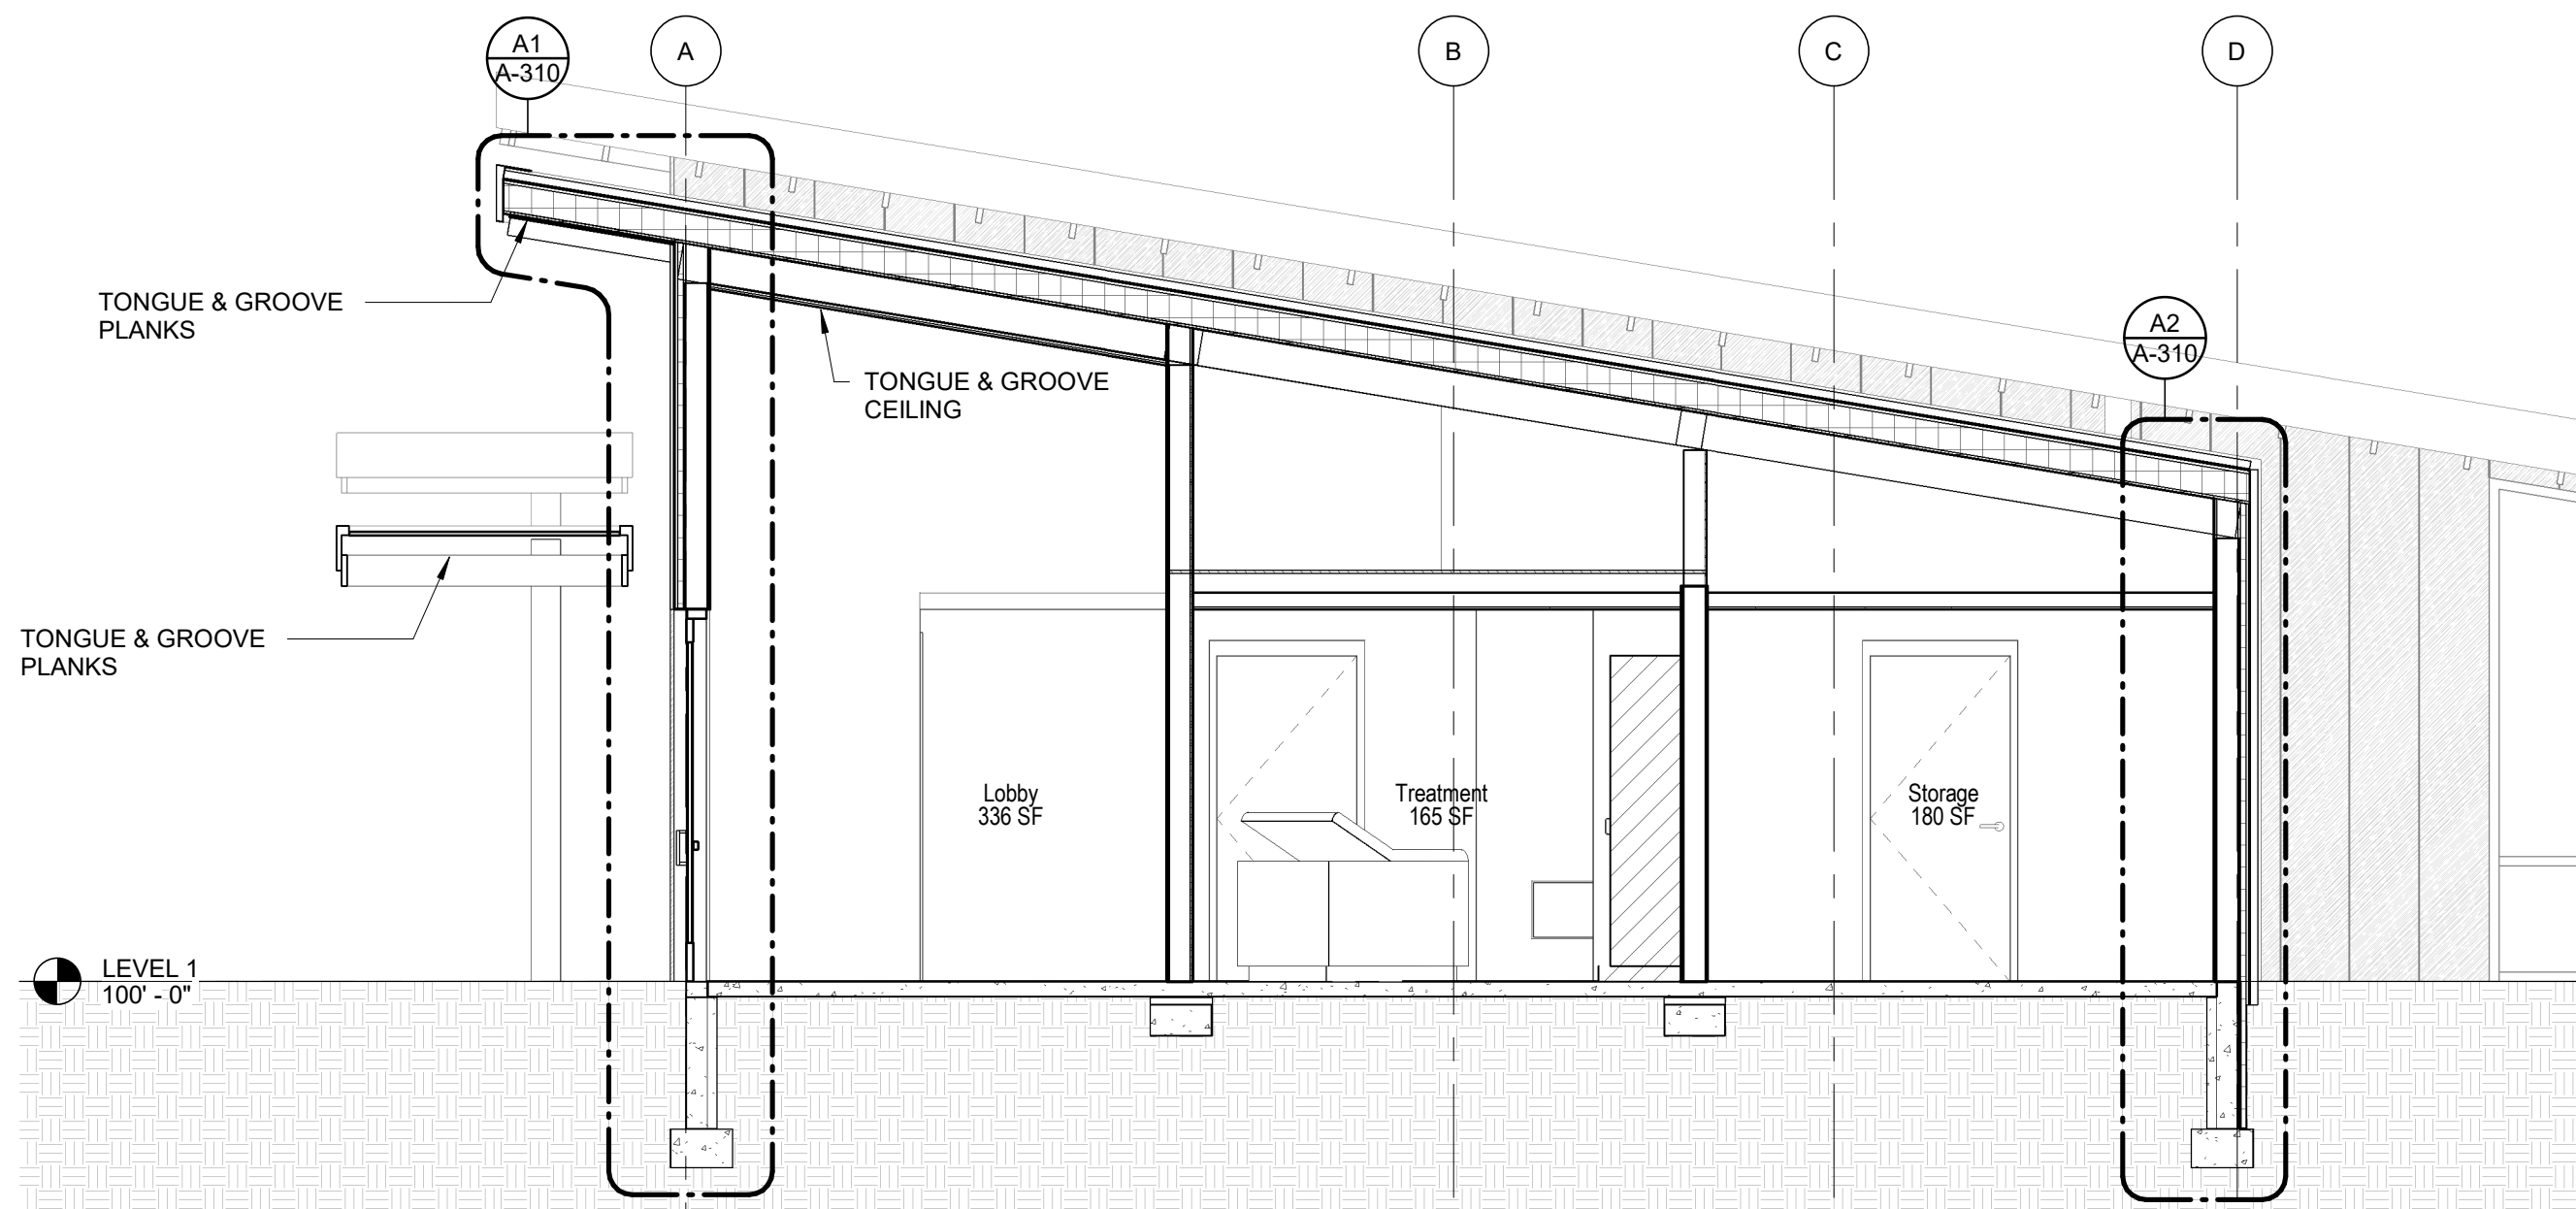 A1
A-310
A
B
C
D
TONGUE & GROOVE
PLANKS
A2
A-310
TONGUE & GROOVE
CEILING
TONGUE & GROOVE
PLANKS
Lobby
336 SF
Treatment
165 SF
Storage
180 SF
LEVEL 1
100' - 0"